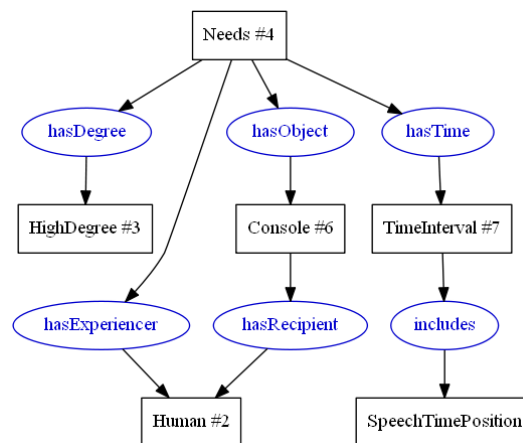 Needs #4
hasDegree
hasObject
hasTime
HighDegree #3
Console #6
TimeInterval #7
hasExperiencer
hasRecipient
includes
Human #2
SpeechTimePosition